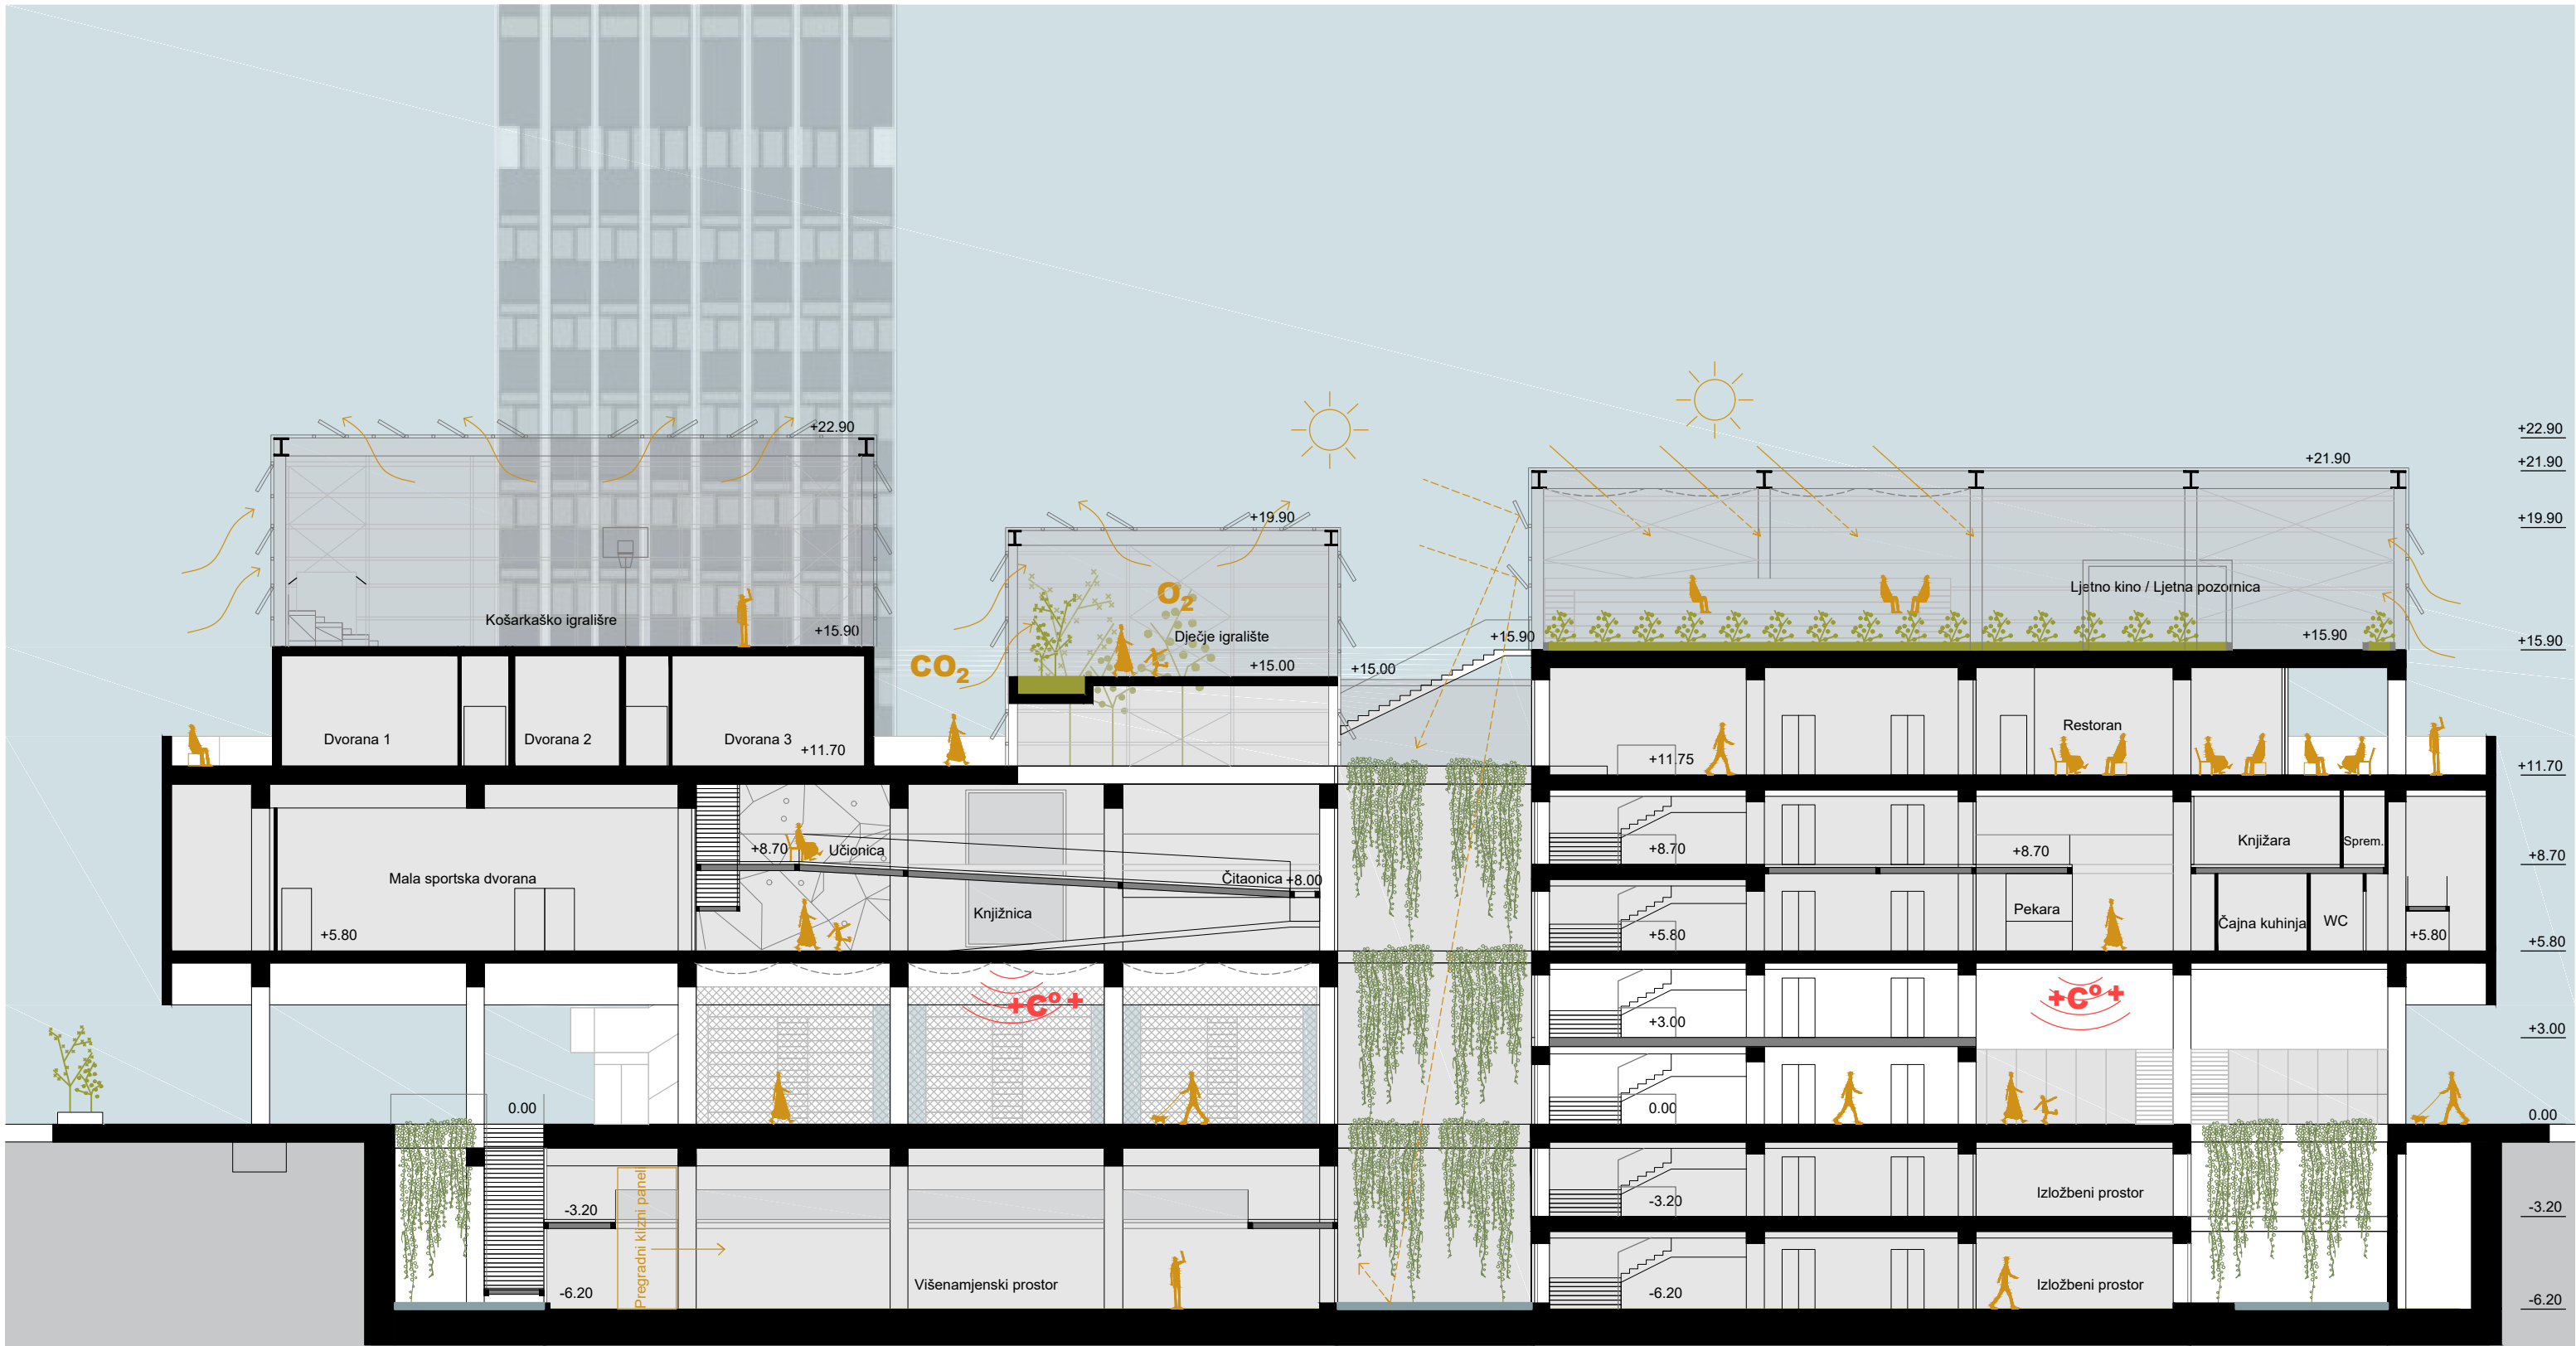 +22.90
+22.90
+21.90
+21.90
+19.90
+19.90
O₂
Ljetno kino / Ljetna pozornica
Košarkaško igrališre
+15.90
Dječje igralište
+15.90
+15.90
+15.90
CO₂
+15.00
+15.00
Dvorana 1
Dvorana 2
Dvorana 3
+11.70
Restoran
+11.75
+11.70
+8.70
Učionica
+8.70
+8.70
Knjižara
Sprem.
+8.70
Mala sportska dvorana
Čitaonica
+8.00
Knjižnica
Pekara
Čajna kuhinja
WC
+5.80
+5.80
+5.80
+5.80
+C° +
+C° +
+3.00
+3.00
0.00
0.00
0.00
Pregradni klizni paneli
-3.20
-3.20
Izložbeni prostor
-3.20
Višenamjenski prostor
-6.20
-6.20
Izložbeni prostor
-6.20